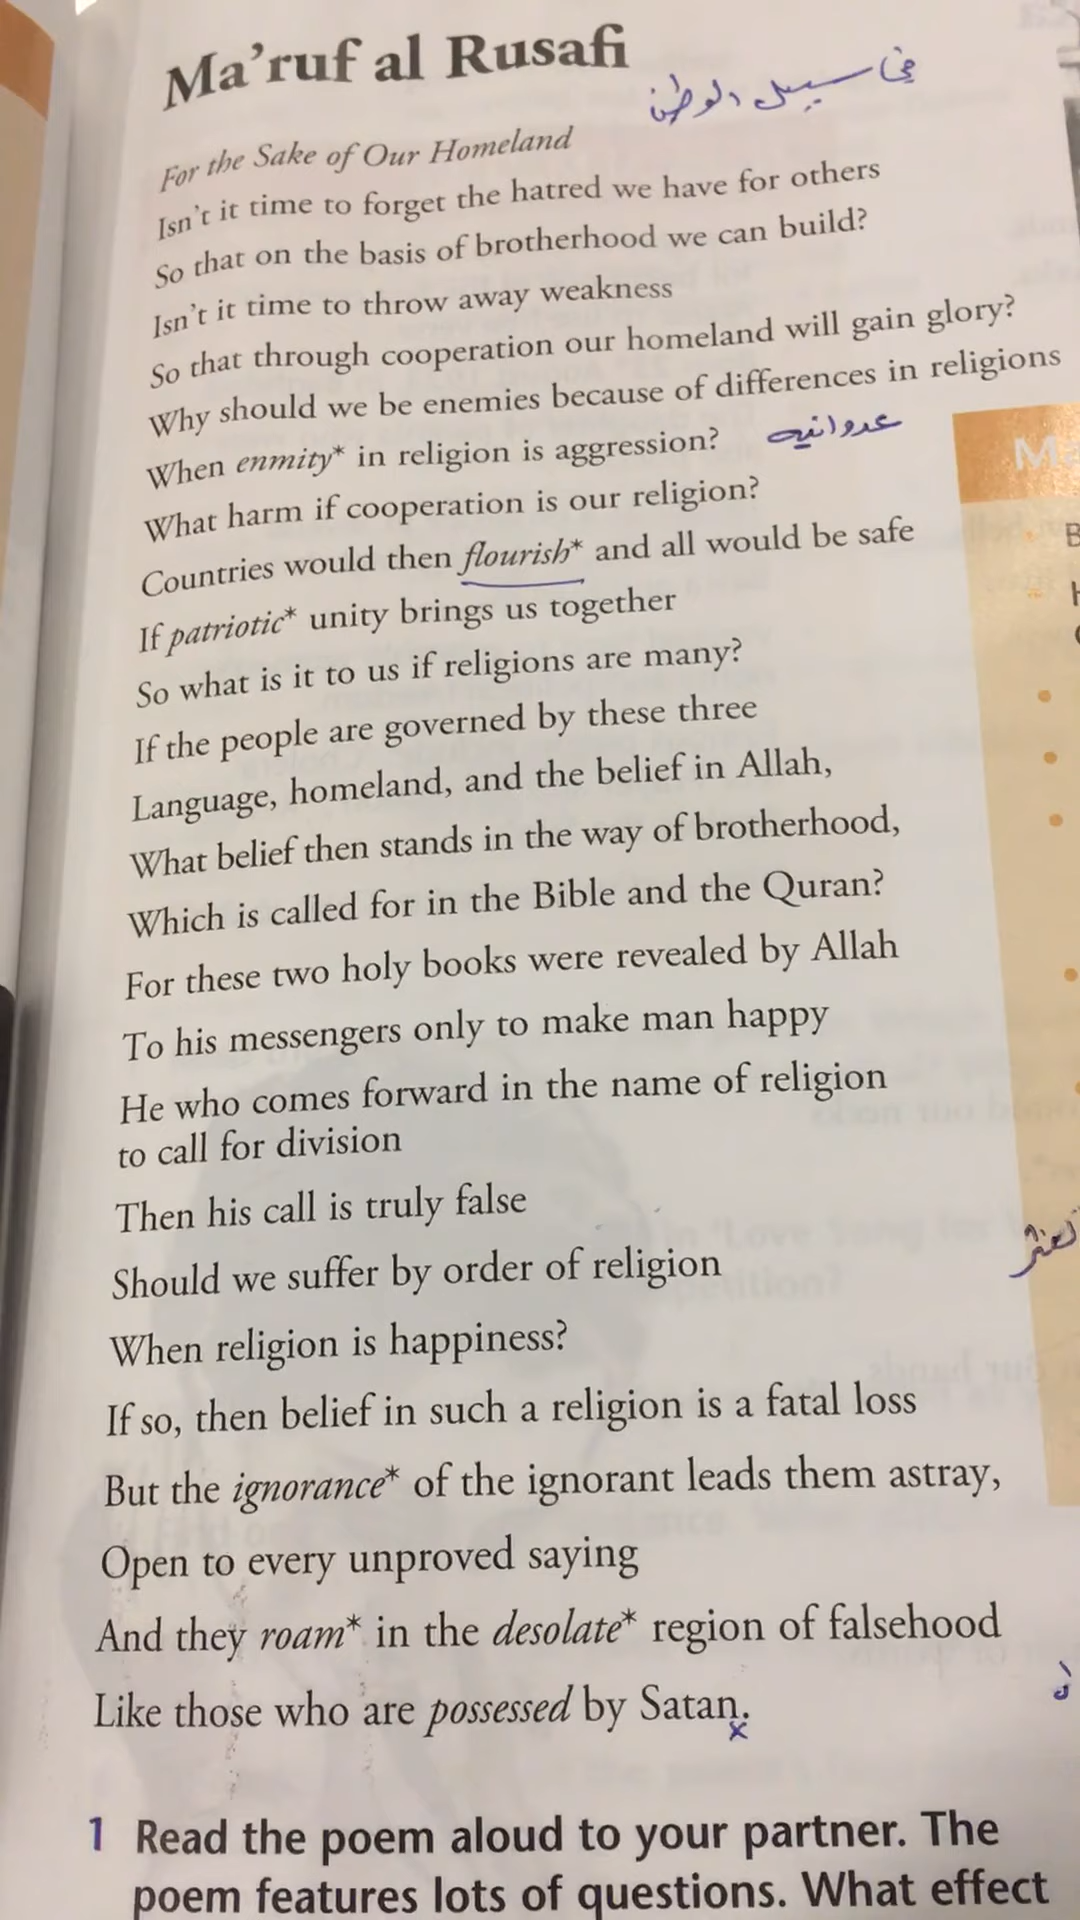 Ma'ruf al Rusafi
في سبيل الوطن
For the Sake of Our Homeland
Isn't it time to forget the hatred we have for others
So that on the basis of brotherhood we can build?
Isn't it time to throw away weakness
So that through cooperation our homeland will gain glory?
Why should we be enemies because of differences in religions
When enmity* in religion is aggression?
عدوانيه
What harm if cooperation is our religion?
Countries would then flourish* and all would be safe
If patriotic* unity brings us together
So what is it to us if religions are many?
If the people are governed by these three
Language, homeland, and the belief in Allah,
What belief then stands in the way of brotherhood,
Which is called for in the Bible and the Quran?
For these two holy books were revealed by Allah
To his messengers only to make man happy
He who comes forward in the name of religion
to call for division
Then his call is truly false
Should we suffer by order of religion
When religion is happiness?
If so, then belief in such a religion is a fatal loss
But the ignorance* of the ignorant leads them astray,
Open to every unproved saying
And they roam* in the desolate* region of falsehood
Like those who are possessed by Satan.
1 Read the poem aloud to your partner. The
poem features lots of questions. What effect